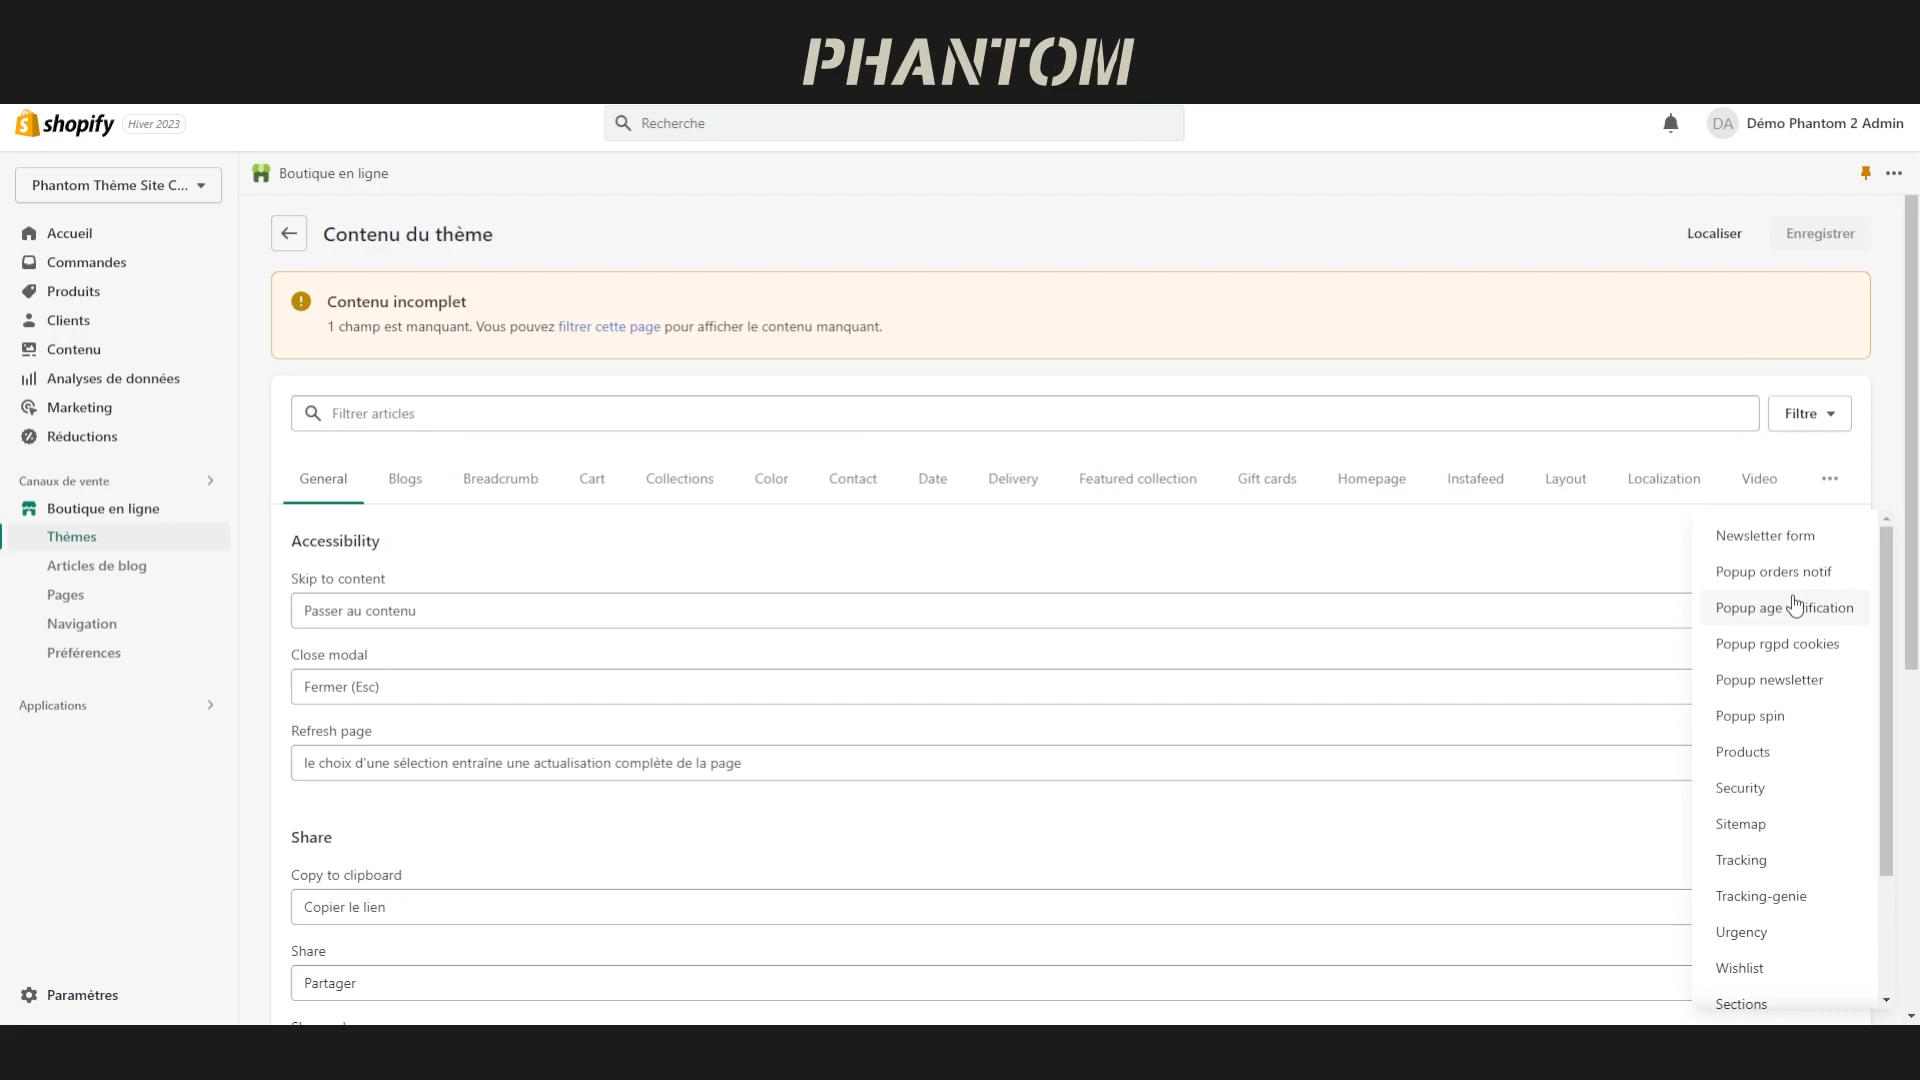 PHANTOM
shopify
Hiver 2023
Recherche
DA
Démo Phantom 2 Admin
Phantom Thème Site C...
Boutique en ligne
Accueil
Commandes
Produits
Clients
Contenu
Analyses de données
Marketing
Réductions
Canaux de vente
Boutique en ligne
Thèmes
Articles de blog
Pages
Navigation
Préférences
Applications
Paramètres
Contenu du thème
Localiser
Enregistrer
Contenu incomplet
1 champ est manquant. Vous pouvez filtrer cette page pour afficher le contenu manquant.
Filtrer articles
Filtre
General Blogs Breadcrumb Cart Collections Color Contact Date Delivery Featured collection Gift cards Homepage Instafeed Layout Localization Video
Accessibility
Skip to content
Passer au contenu
Close modal
Fermer (Esc)
Refresh page
le choix d'une sélection entraîne une actualisation complète de la page
Share
Copy to clipboard
Copier le lien
Share
Partager
Newsletter form
Popup orders notif
Popup age
Popup rgpd cookies
Popup newsletter
Popup spin
Products
Security
Sitemap
Tracking
Tracking-genie
Urgency
Wishlist
Sections